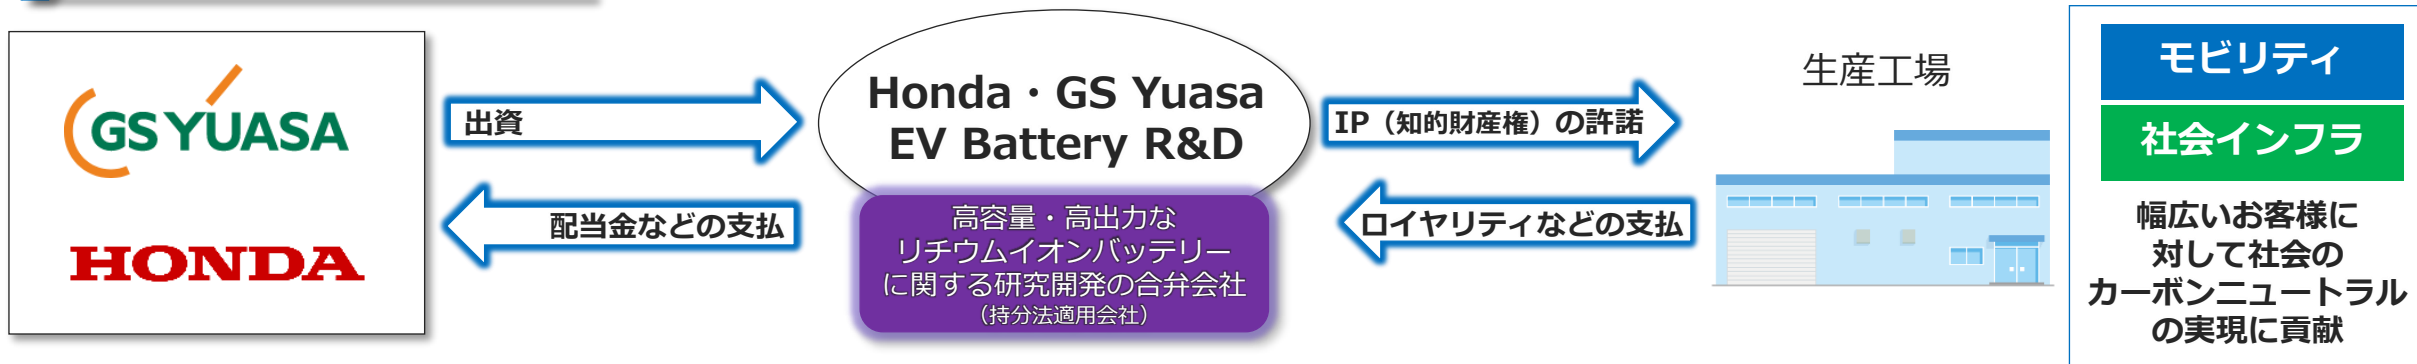 GS YUASA
HONDA
出資
配当金などの支払
Honda・GS Yuasa
EV Battery R&D
高容量・高出力な
リチウムイオンバッテリー
に関する研究開発の合弁会社
（持分法適用会社）
IP（知的財産権）の許諾
ロイヤリティなどの支払
生産工場
モビリティ
社会インフラ
幅広いお客様に
対して社会の
カーボンニュートラル
の実現に貢献